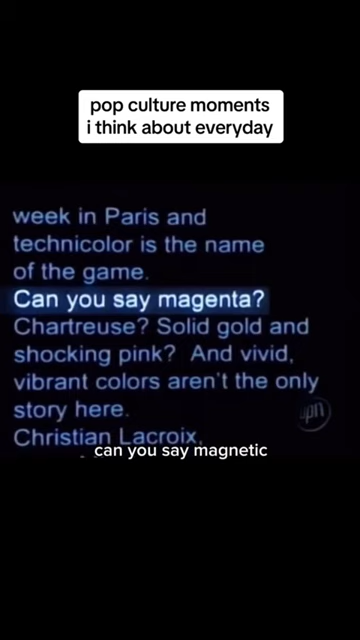 pop culture moments
i think about everyday
week in Paris and
technicolor is the name
of the game.
Can you say magenta?
Chartreuse? Solid gold and
shocking pink? And vivid,
vibrant colors aren't the only
story here.
upn
Christian Lacroix,
can you say magnetic